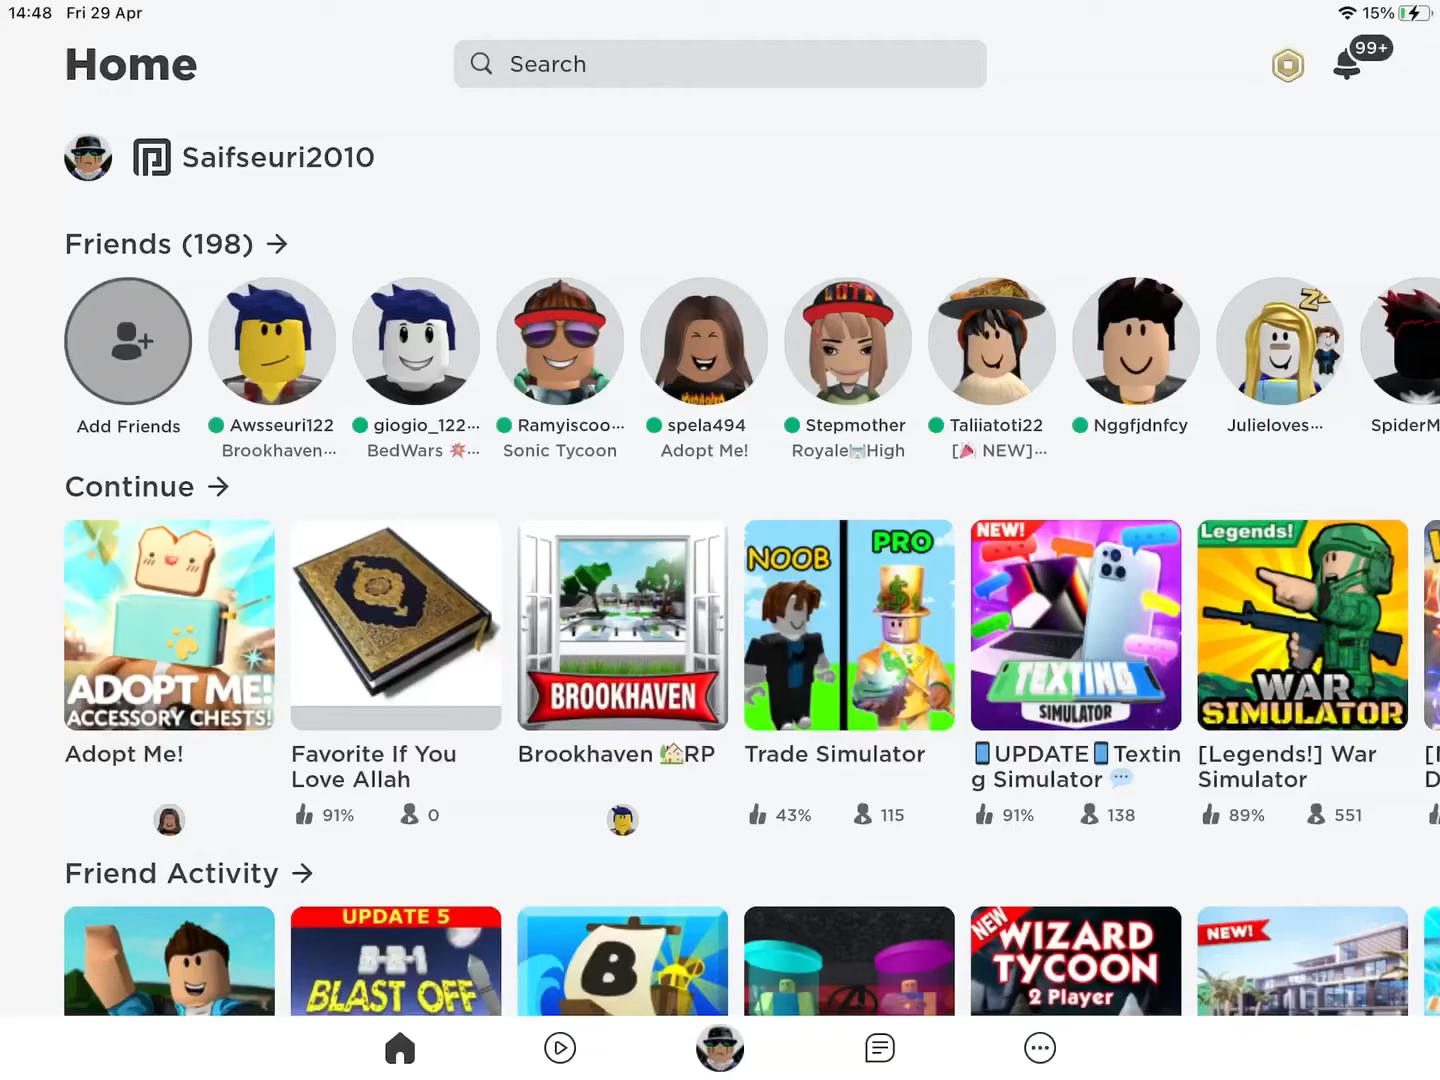 14:48 Fri 29 Apr
15%
Home
Search
99+
Saifseuri2010
Friends (198) →
LOTW
Add Friends
Awsseuri122
giogio_122...
Ramyiscoo...
spela494
Stepmother
Taliiatoti22
Nggfjdnfcy
Julieloves...
SpiderM
Brookhaven...
BedWars 💥...
Sonic Tycoon
Adopt Me!
Royale🏰High
[🎉 NEW]...
Continue →
ADOPT ME!
ACCESSORY CHESTS!
BROOKHAVEN
NOOB
PRO
NEW!
TEXTING
SIMULATOR
Legends!
WAR
SIMULATOR
Adopt Me!
Favorite If You
Love Allah
91% 0
Brookhaven 🏡RP
Trade Simulator
43% 115
📱UPDATE📱Textin
g Simulator 💬
91% 138
[Legends!] War
Simulator
89% 551
Friend Activity →
UPDATE 5
3-2-1
BLAST OFF
B
NEW
WIZARD
TYCOON
2 Player
NEW!